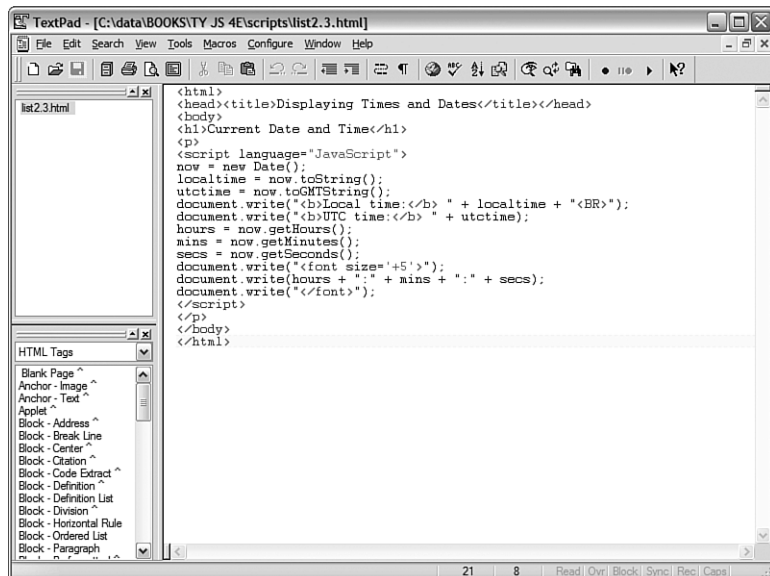 TextPad - [C:\data\BOOKS\TY JS 4E\scripts\list2.3.html]
File Edit Search View Tools Macros Configure Window Help
list2.3.html
<html>
<head><title>Displaying Times and Dates</title></head>
<body>
<h1>Current Date and Time</h1>
<p>
<script language="JavaScript">
now = new Date();
localtime = now.toString();
utctime = now.toGMTString();
document.write("<b>Local time:</b> " + localtime + "<BR>");
document.write("<b>UTC time:</b> " + utctime);
hours = now.getHours();
mins = now.getMinutes();
secs = now.getSeconds();
document.write("<font size='+5'>");
document.write(hours + ":" + mins + ":" + secs);
document.write("</font>");
</script>
</p>
</body>
</html>
HTML Tags
Blank Page ^
Anchor - Image ^
Anchor - Text ^
Applet ^
Block - Address ^
Block - Break Line
Block - Center ^
Block - Citation ^
Block - Code Extract ^
Block - Definition ^
Block - Definition List
Block - Division ^
Block - Horizontal Rule
Block - Ordered List
Block - Paragraph
21 8 Read Ovr Block Sync Rec Caps